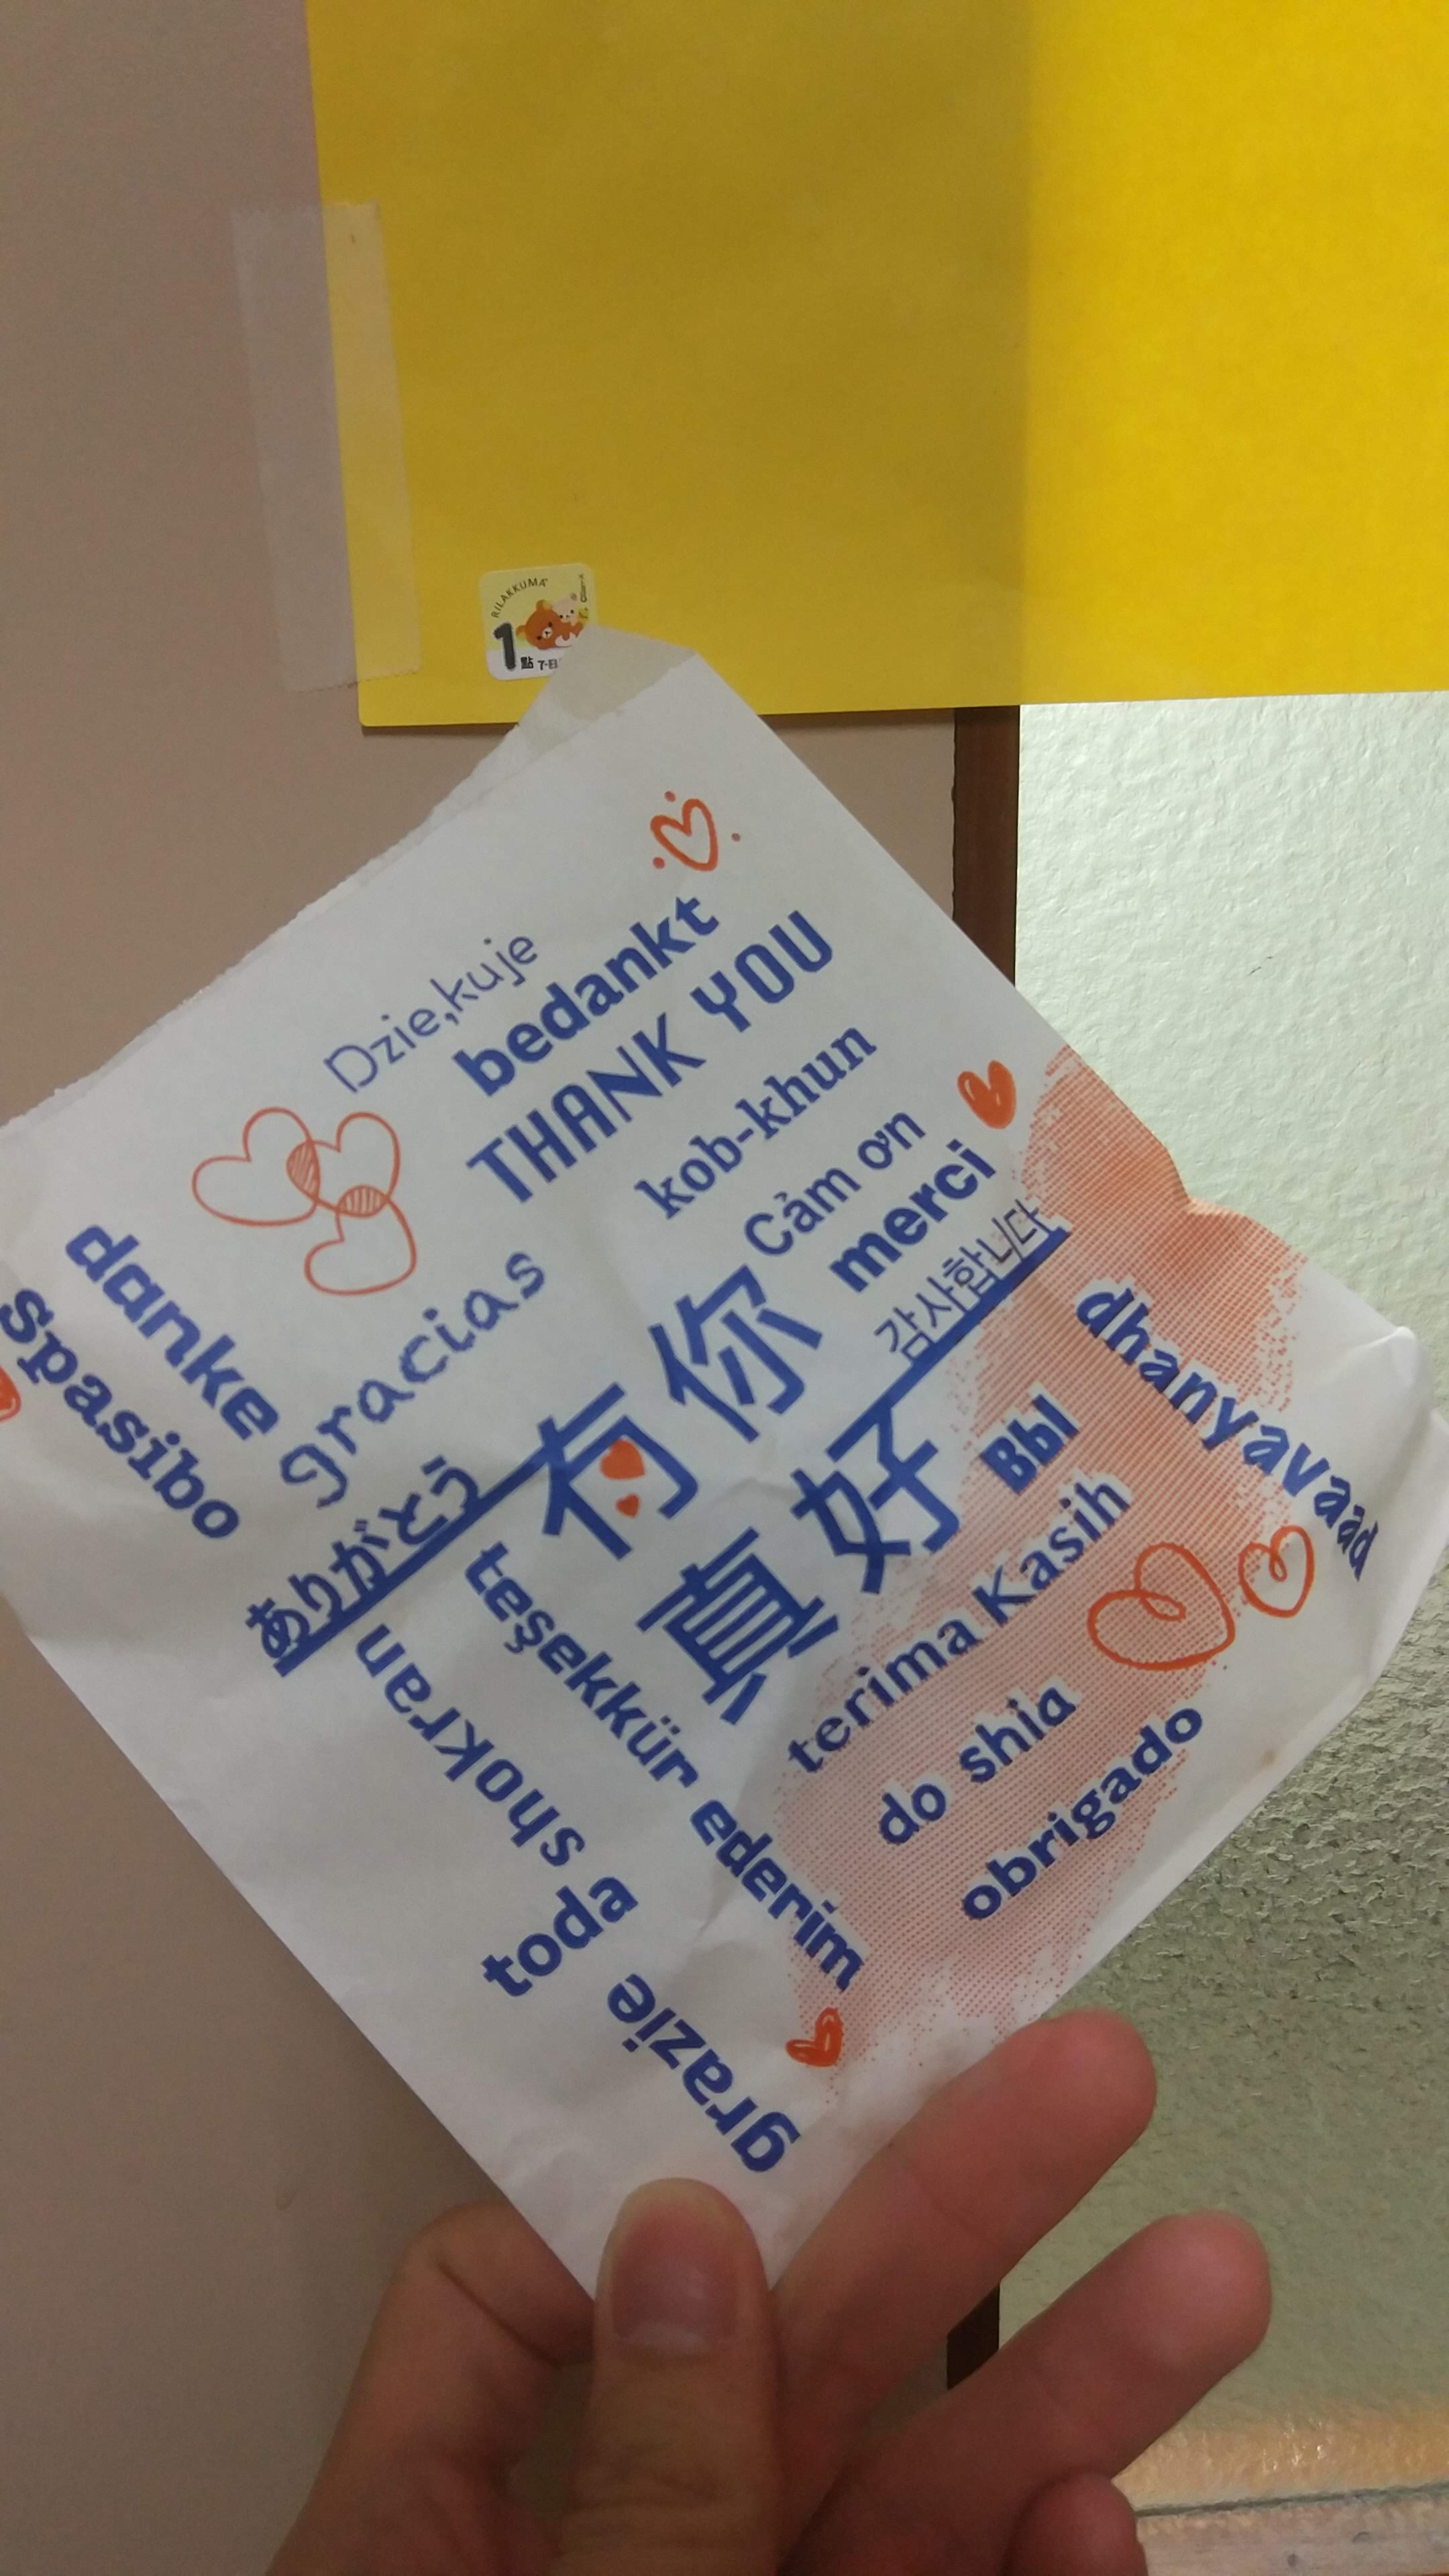 RILAKKUMA
1點
Dzie,kuje
bedankt
THANK YOU
kob-khun
Cảm ơn
merci
감사합니다
danke
Spasibo
gracias
ありがとう
有你
真好
dhanyavaad
Bbl
terima Kasih
do shia
obrigado
teşekkür ederim
shokran
toda
grazie